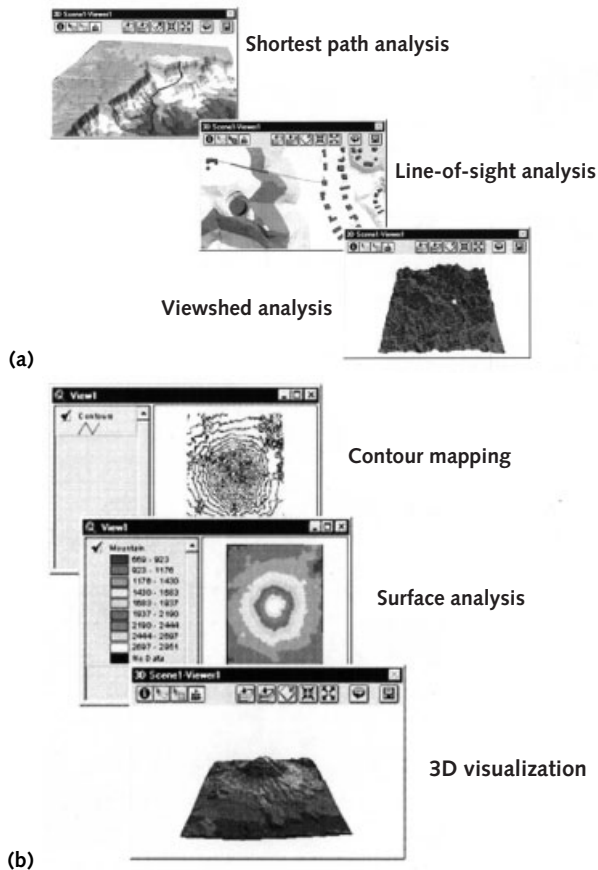 3D Scene1-Viewer1
Shortest path analysis
3D Scene1-Viewer1
Line-of-sight analysis
3D Scene1-Viewer1
Viewshed analysis
(a)
View1
Contours
Contour mapping
View1
Mountain
669 - 923
923 - 1176
1176 - 1430
1430 - 1683
1683 - 1937
1937 - 2190
2190 - 2444
2444 - 2697
2697 - 2951
No Data
Surface analysis
3D Scene1-Viewer1
3D visualization
(b)